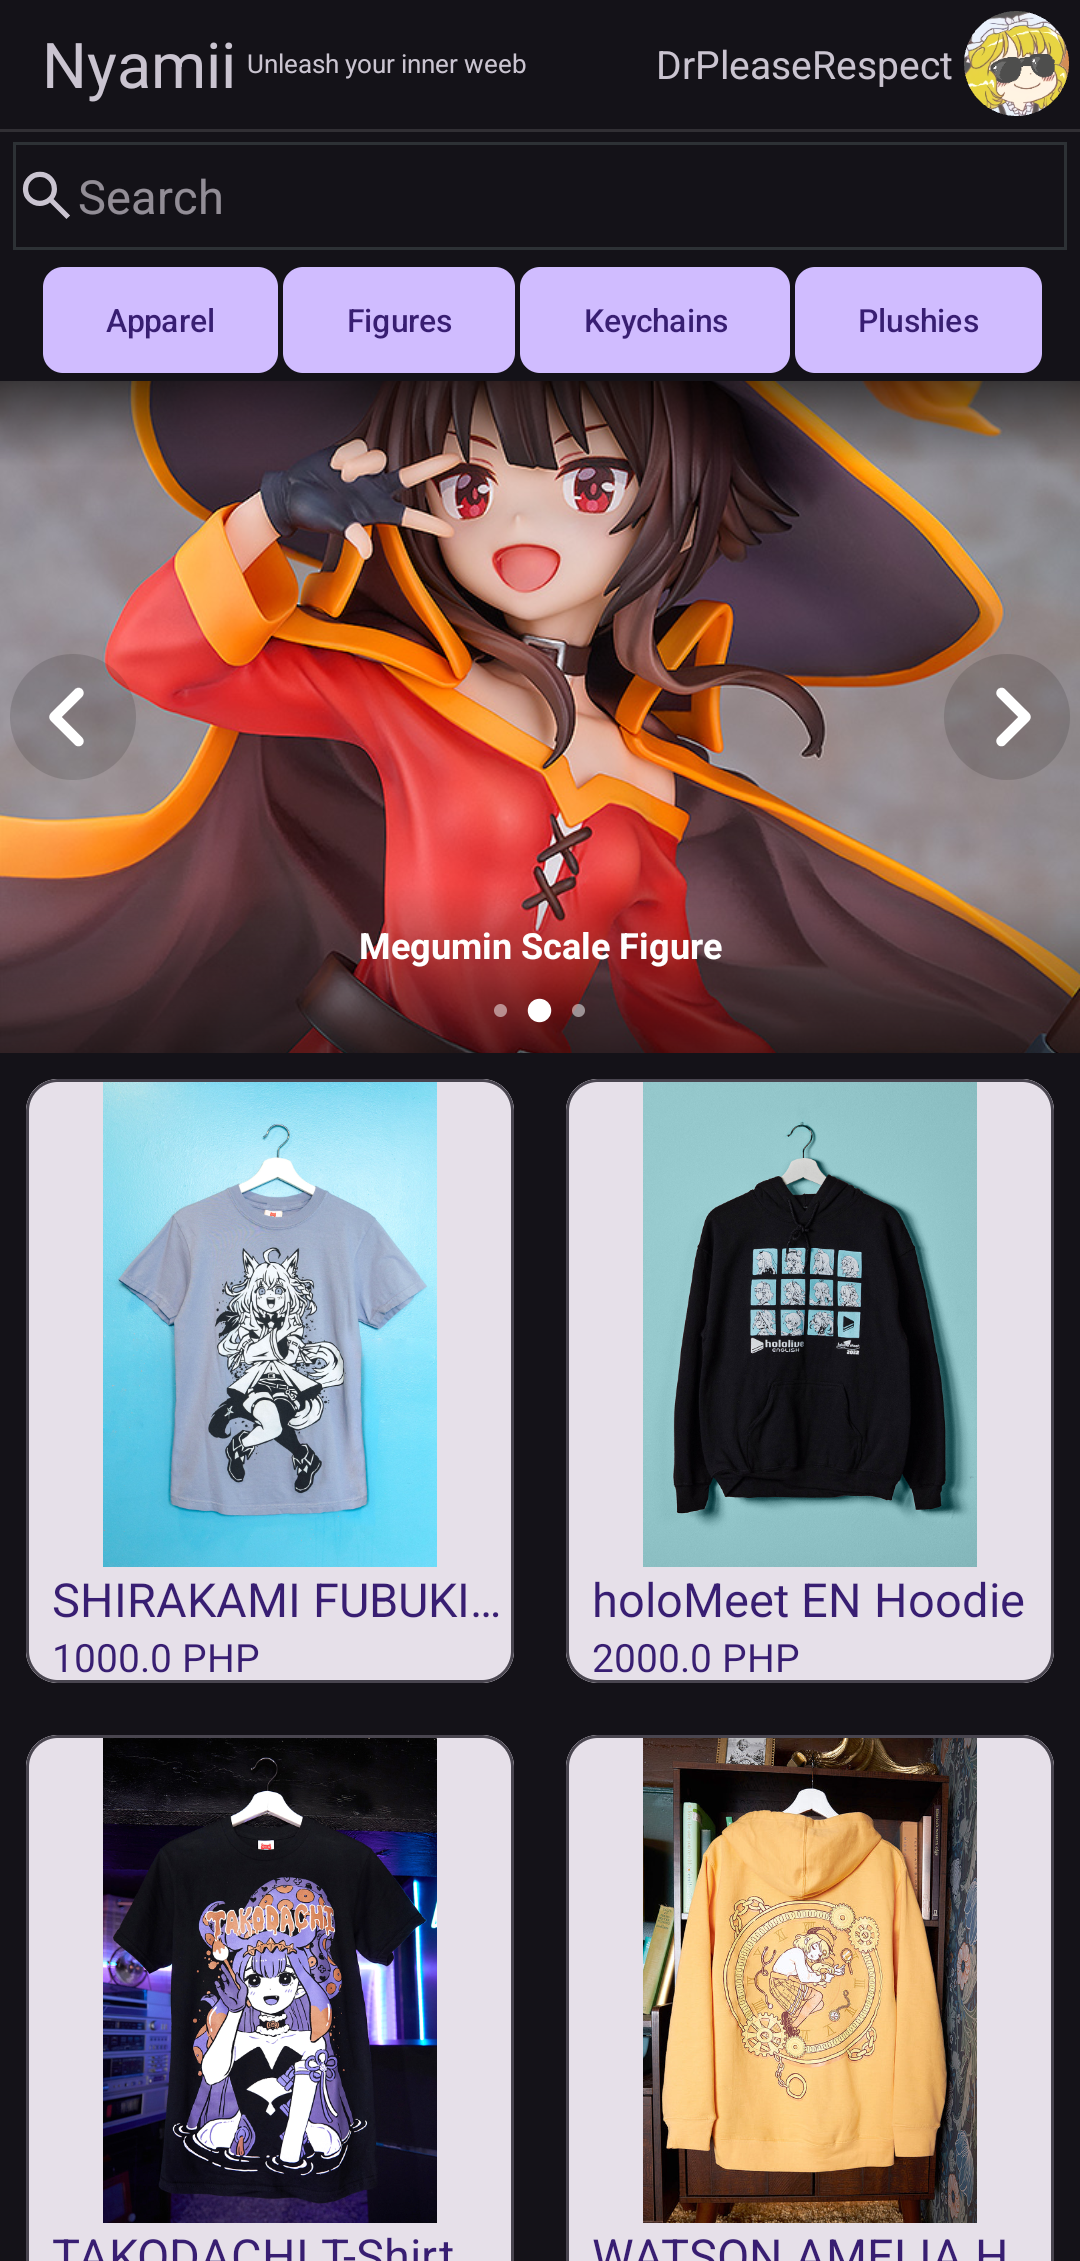 Nyamii Unleash your inner weeb DrPleaseRespect
Search
Apparel Figures Keychains Plushies
Megumin Scale Figure
hololive
ENGLISH
SHIRAKAMI FUBUKI...
1000.0 PHP
holoMeet EN Hoodie
2000.0 PHP
TAKODACHI
TAKODACHI T-Shirt
WATSON AMELIA H